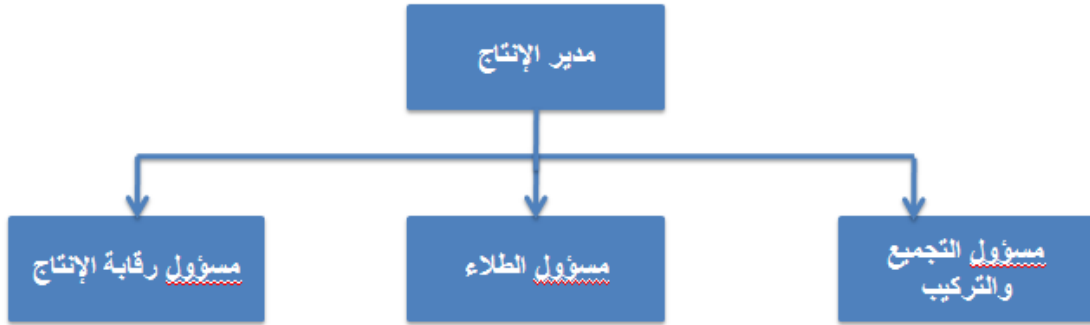 مدير الإنتاج
مسؤول التجميع
والتركيب
مسؤول الطلاء
مسؤول رقابة الإنتاج